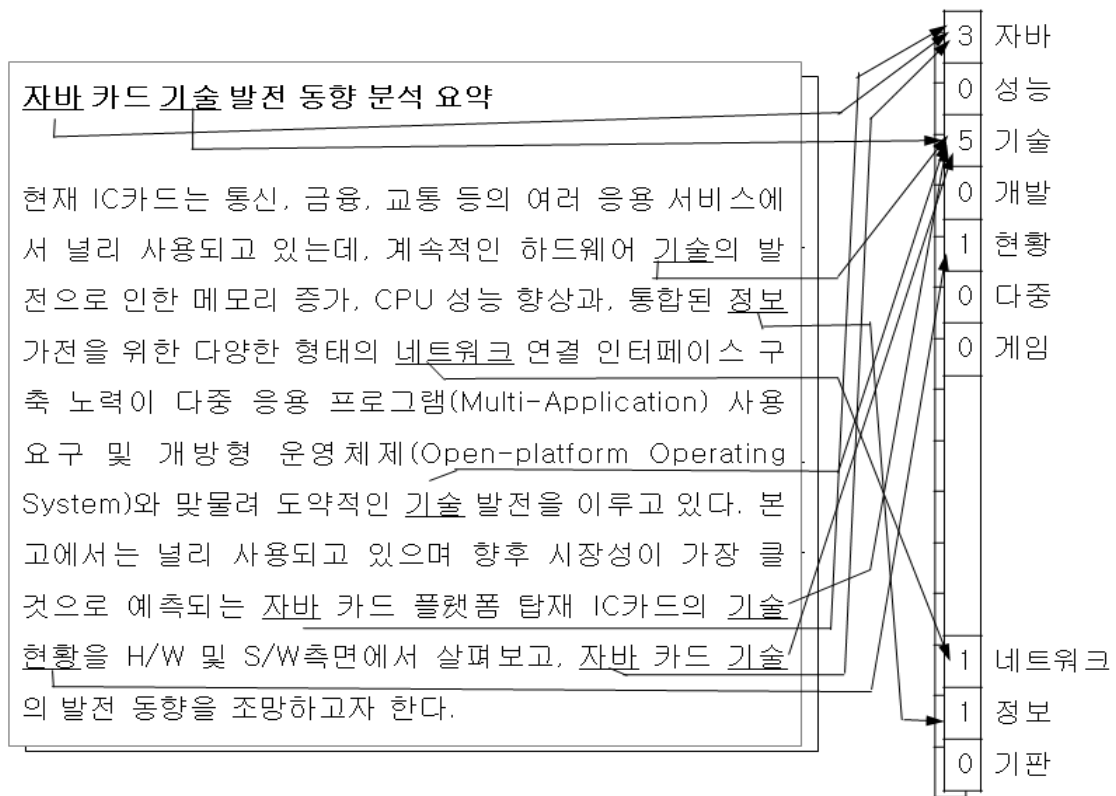 자바 카드 기술 발전 동향 분석 요약
현재 IC카드는 통신, 금융, 교통 등의 여러 응용 서비스에
서 널리 사용되고 있는데, 계속적인 하드웨어 기술의 발
전으로 인한 메모리 증가, CPU 성능 향상과, 통합된 정보
가전을 위한 다양한 형태의 네트워크 연결 인터페이스 구
축 노력이 다중 응용 프로그램(Multi-Application) 사용
요구 및 개방형 운영체제(Open-platform Operating
System)와 맞물려 도약적인 기술 발전을 이루고 있다. 본
고에서는 널리 사용되고 있으며 향후 시장성이 가장 클
것으로 예측되는 자바 카드 플랫폼 탑재 IC카드의 기술
현황을 H/W 및 S/W측면에서 살펴보고, 자바 카드 기술
의 발전 동향을 조망하고자 한다.
3 자바
0 성능
5 기술
0 개발
1 현황
0 다중
0 게임
1 네트워크
1 정보
0 기판